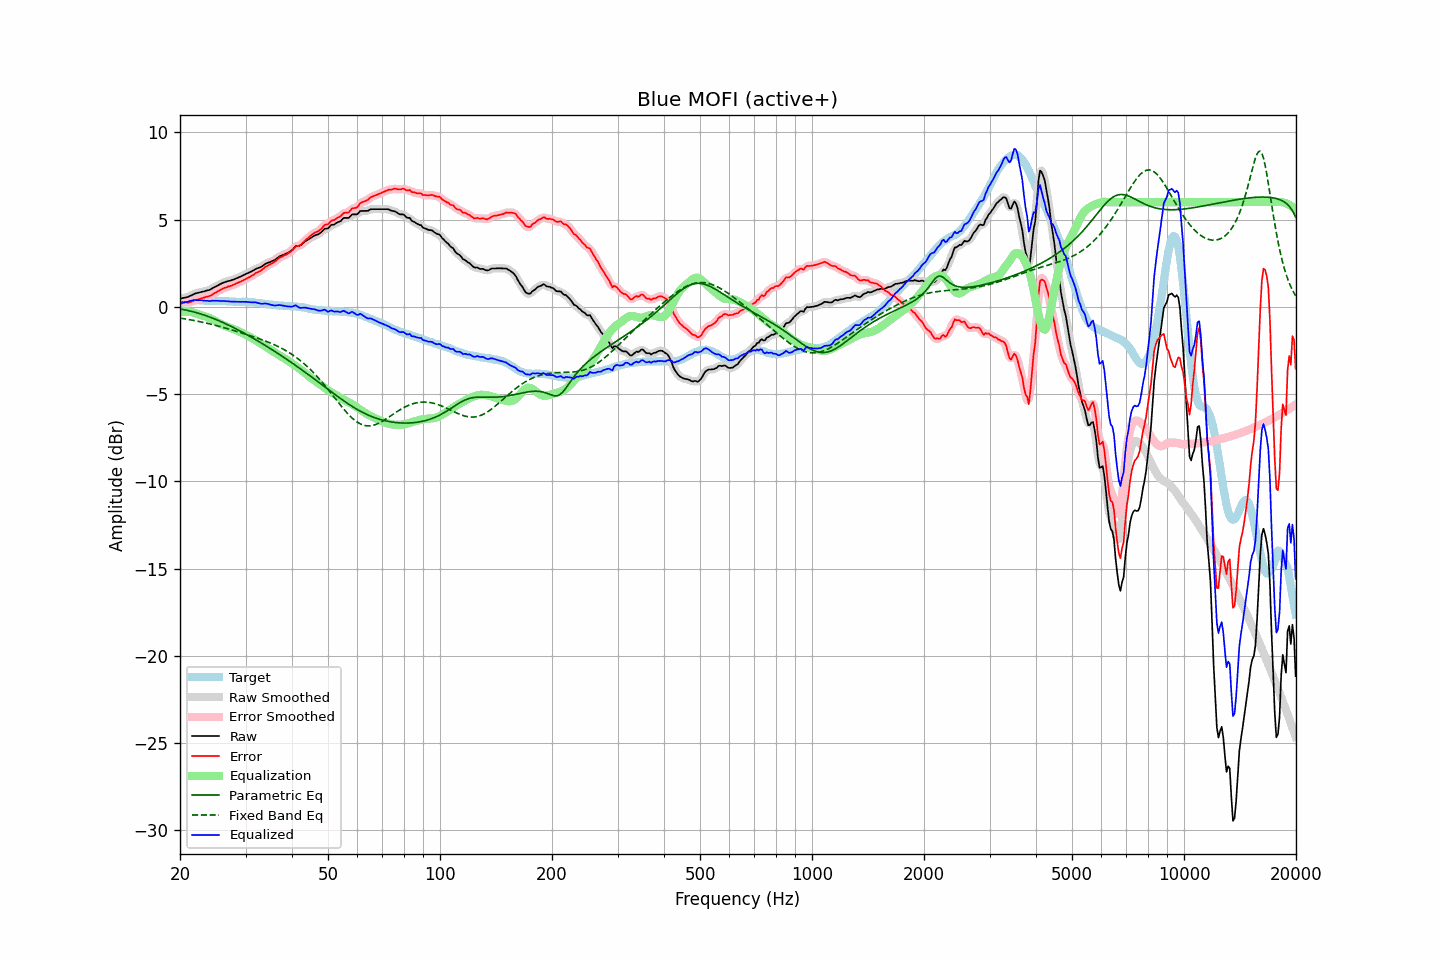 Blue MOFI (active+)
10
5
0
−5
−10
−15
−20
−25
−30
Amplitude (dBr)
Target
Raw Smoothed
Error Smoothed
Raw
Error
Equalization
Parametric Eq
Fixed Band Eq
Equalized
20 50 100 200 500 1000 2000 5000 10000 20000
Frequency (Hz)